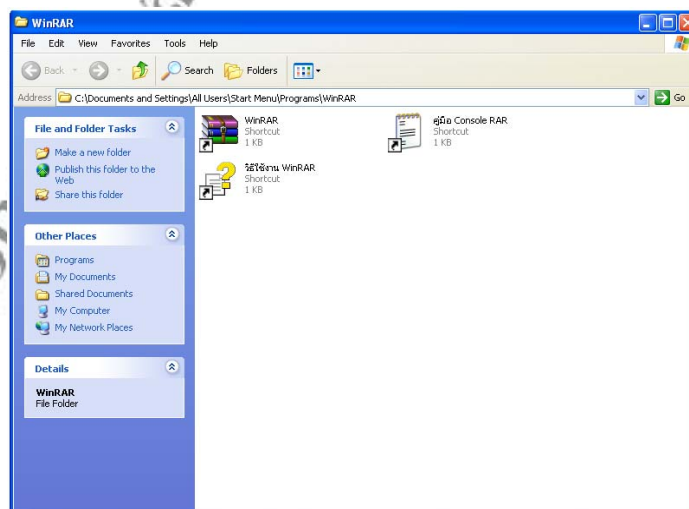 WinRAR
File Edit View Favorites Tools Help
Back Search Folders
Address C:\Documents and Settings\All Users\Start Menu\Programs\WinRAR Go
File and Folder Tasks
Make a new folder
Publish this folder to the
Web
Share this folder
Other Places
Programs
My Documents
Shared Documents
My Computer
My Network Places
Details
WinRAR
File Folder
WinRAR
Shortcut
1 KB
คู่มือ Console RAR
Shortcut
1 KB
วิธีใช้งาน WinRAR
Shortcut
1 KB